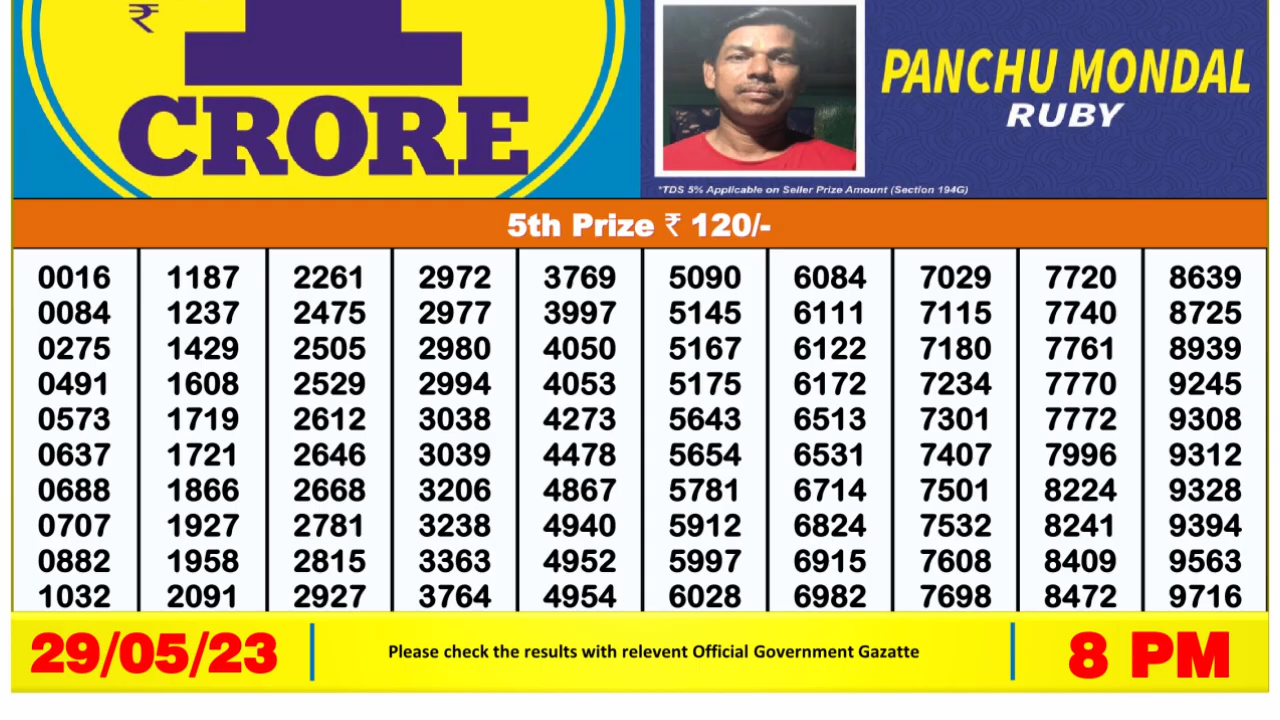 ₹
1
CRORE
PANCHU MONDAL
RUBY
*TDS 5% Applicable on Seller Prize Amount (Section 194G)
5th Prize ₹ 120/-
0016 1187 2261 2972 3769 5090 6084 7029 7720 8639
0084 1237 2475 2977 3997 5145 6111 7115 7740 8725
0275 1429 2505 2980 4050 5167 6122 7180 7761 8939
0491 1608 2529 2994 4053 5175 6172 7234 7770 9245
0573 1719 2612 3038 4273 5643 6513 7301 7772 9308
0637 1721 2646 3039 4478 5654 6531 7407 7996 9312
0688 1866 2668 3206 4867 5781 6714 7501 8224 9328
0707 1927 2781 3238 4940 5912 6824 7532 8241 9394
0882 1958 2815 3363 4952 5997 6915 7608 8409 9563
1032 2091 2927 3764 4954 6028 6982 7698 8472 9716
29/05/23
Please check the results with relevent Official Government Gazatte
8 PM